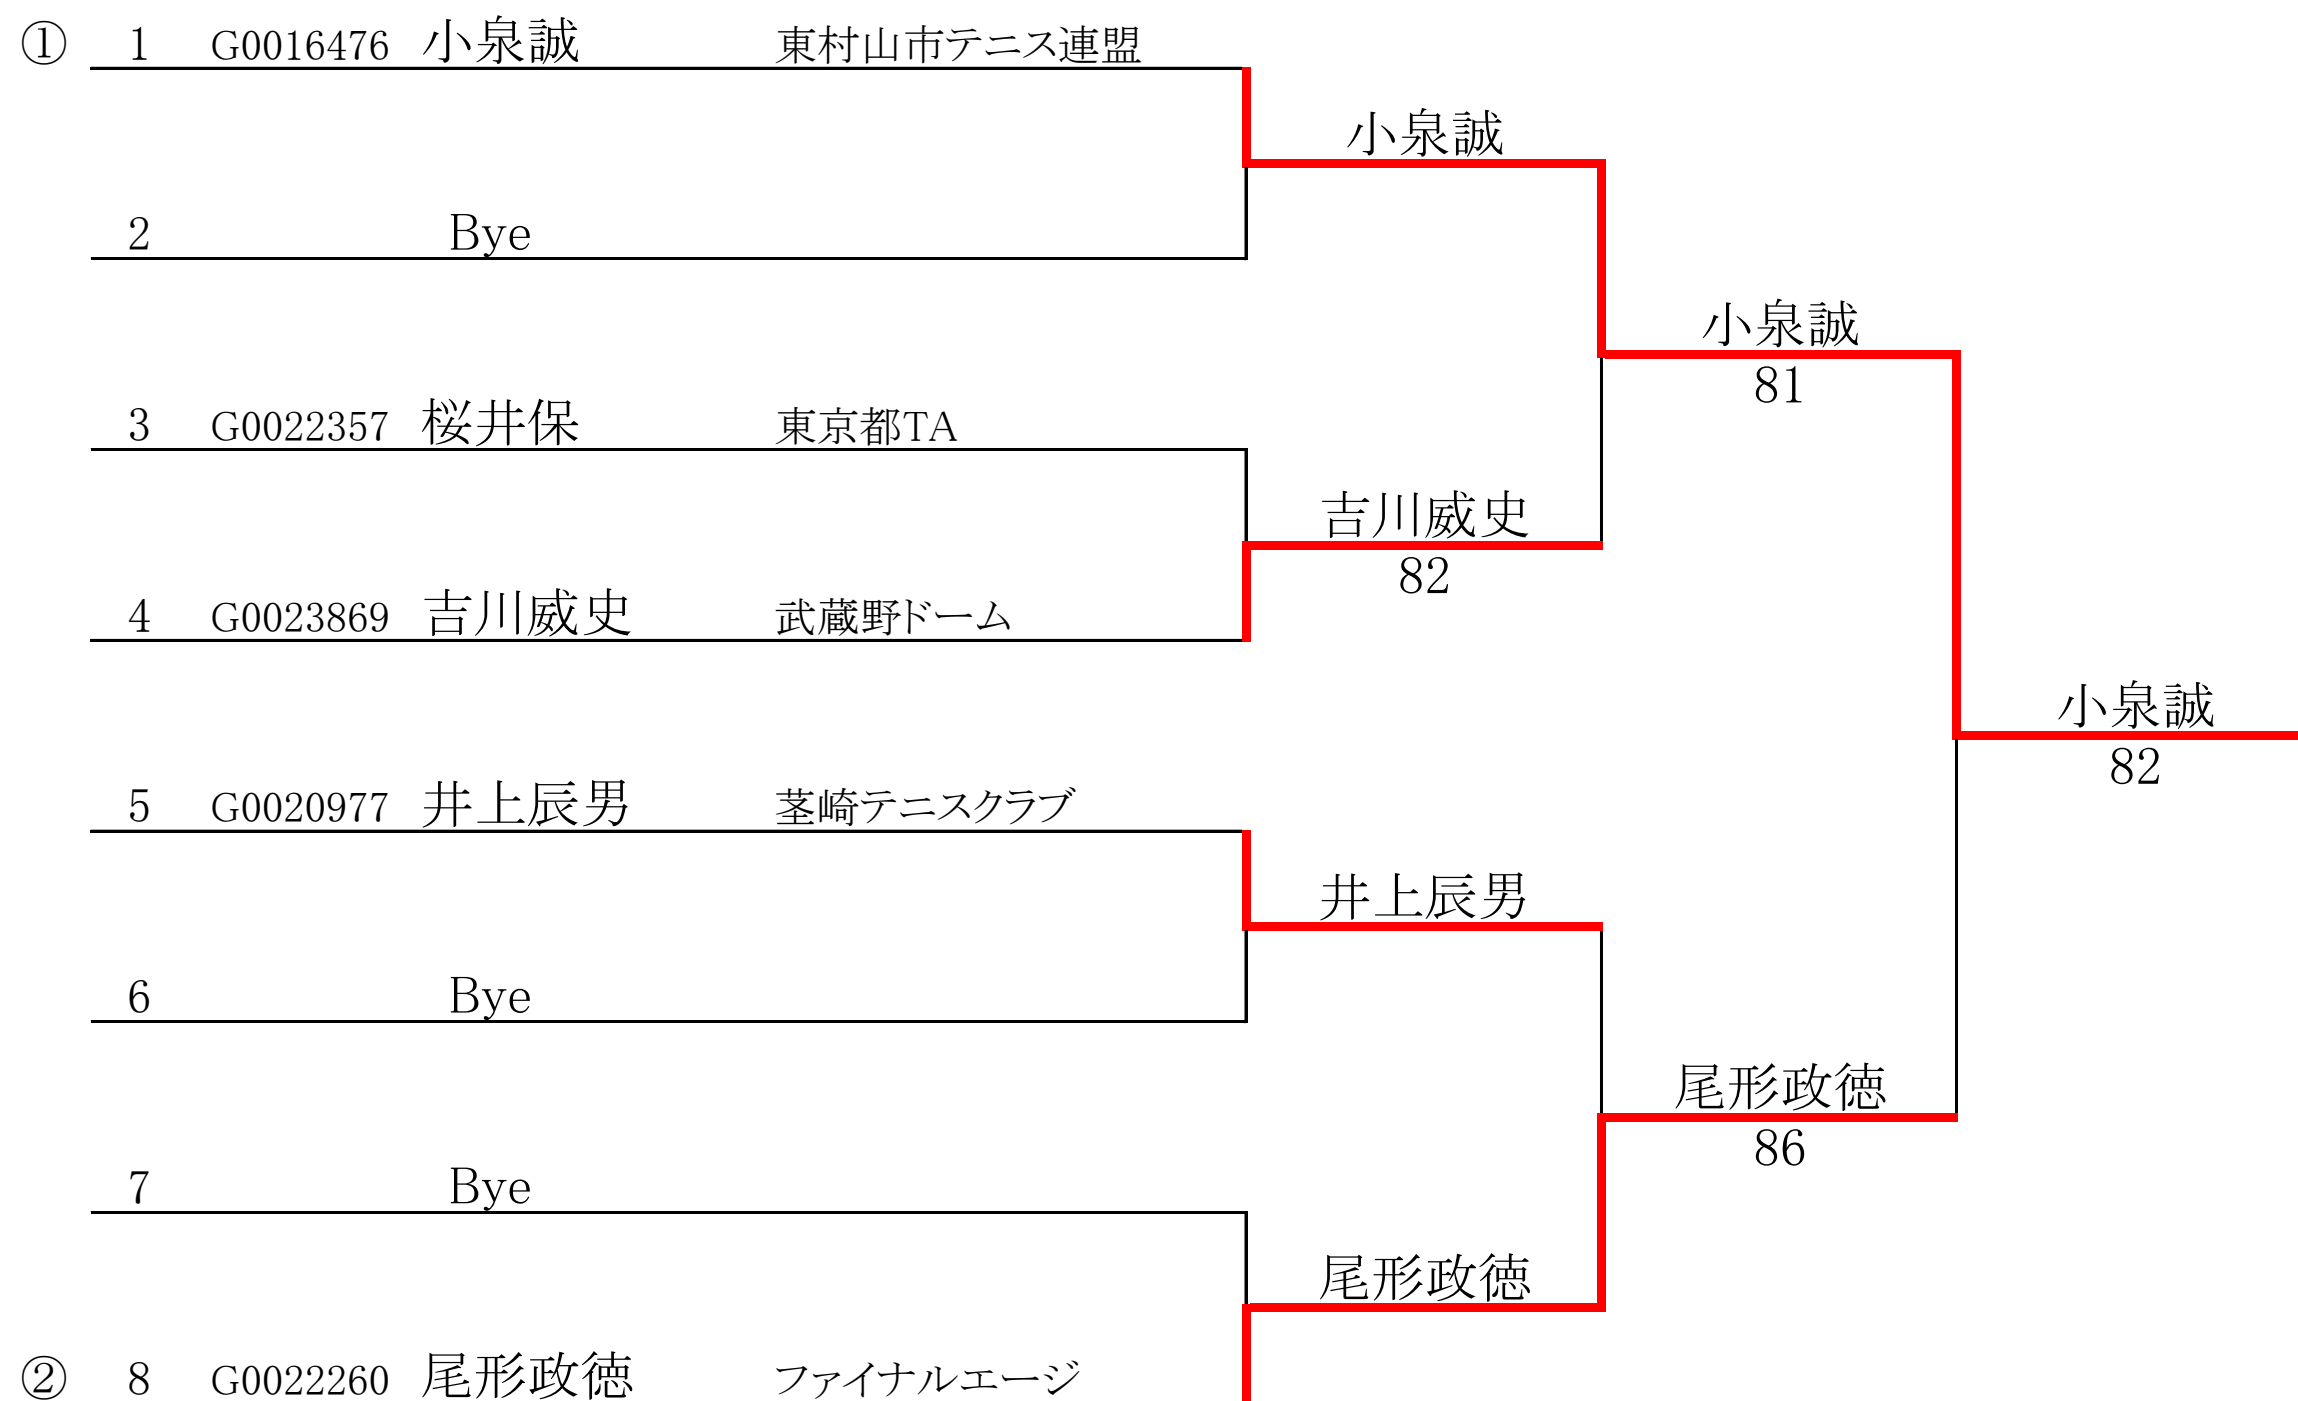 ① 1 G0016476 小泉誠 東村山市テニス連盟
小泉誠
2 Bye
小泉誠
81
3 G0022357 桜井保 東京都TA
吉川威史
82
4 G0023869 吉川威史 武蔵野ドーム
小泉誠
82
5 G0020977 井上辰男 茎崎テニスクラブ
井上辰男
6 Bye
尾形政徳
86
7 Bye
尾形政徳
② 8 G0022260 尾形政徳 ファイナルエージ